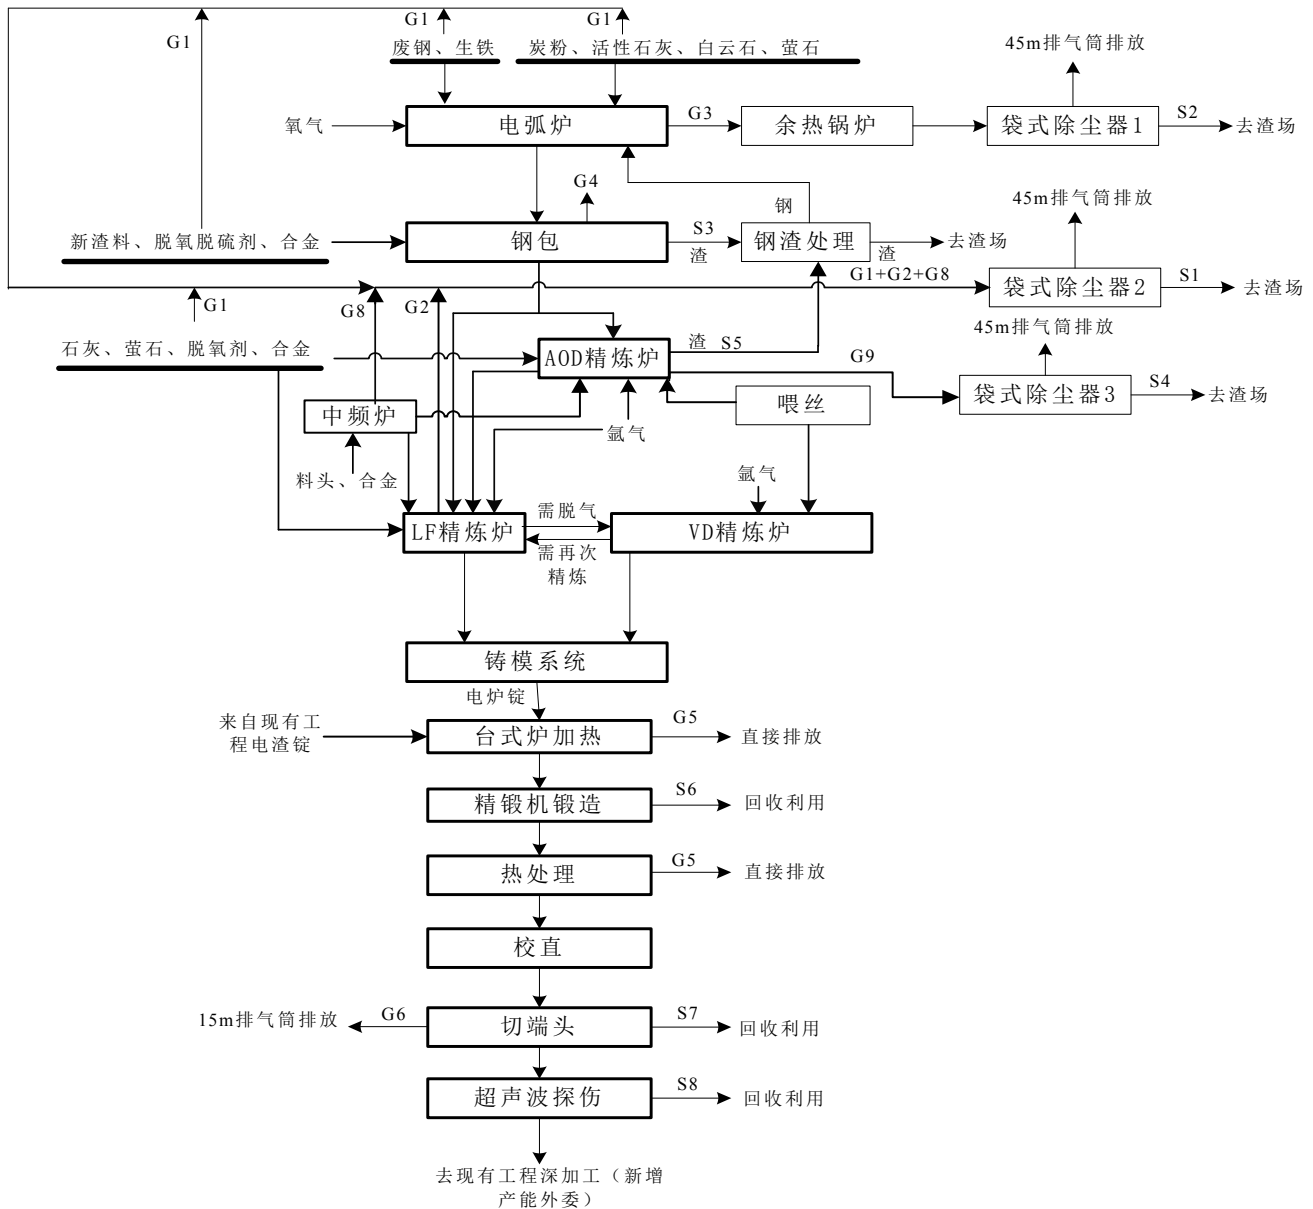 G1
G1
G1
废钢、生铁
炭粉、活性石灰、白云石、萤石
45m排气筒排放
氧气
电弧炉
G3
余热锅炉
袋式除尘器1
S2
去渣场
G4
钢
45m排气筒排放
新渣料、脱氧脱硫剂、合金
钢包
S3
渣
钢渣处理
渣
去渣场
G1+G2+G8
袋式除尘器2
S1
去渣场
G1
G8
G2
45m排气筒排放
石灰、萤石、脱氧剂、合金
AOD精炼炉
渣 S5
G9
袋式除尘器3
S4
去渣场
中频炉
喂丝
氩气
料头、合金
氩气
LF精炼炉
需脱气
需再次
精炼
VD精炼炉
铸模系统
电炉锭
来自现有工
程电渣锭
台式炉加热
G5
直接排放
精锻机锻造
S6
回收利用
热处理
G5
直接排放
校直
15m排气筒排放
G6
切端头
S7
回收利用
超声波探伤
S8
回收利用
去现有工程深加工（新增
产能外委）